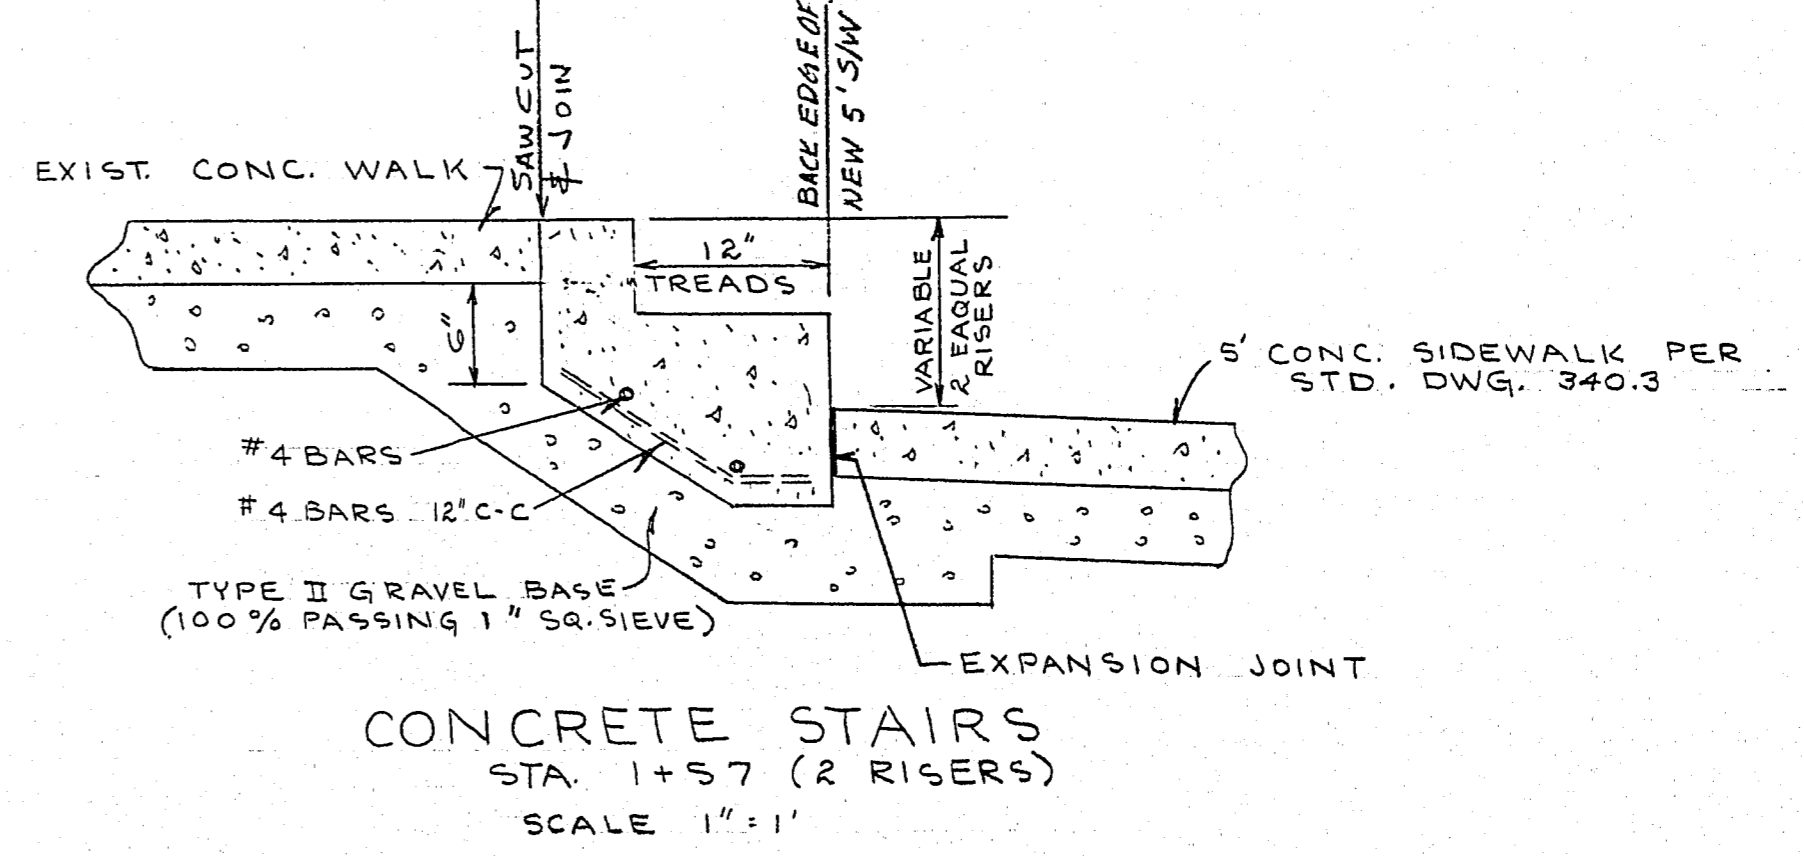 SAWCUT
& JOIN
BACK EDGE OF
NEW 5' S/W
EXIST. CONC. WALK
12"
TREADS
6"
VARIABLE
2 EAQUAL
RISERS
5' CONC. SIDEWALK PER
STD. DWG. 340.3
#4 BARS
#4 BARS 12" C-C
TYPE II GRAVEL BASE
(100% PASSING 1" SQ. SIEVE)
EXPANSION JOINT
CONCRETE STAIRS
STA. 1+57 (2 RISERS)
SCALE 1" = 1'